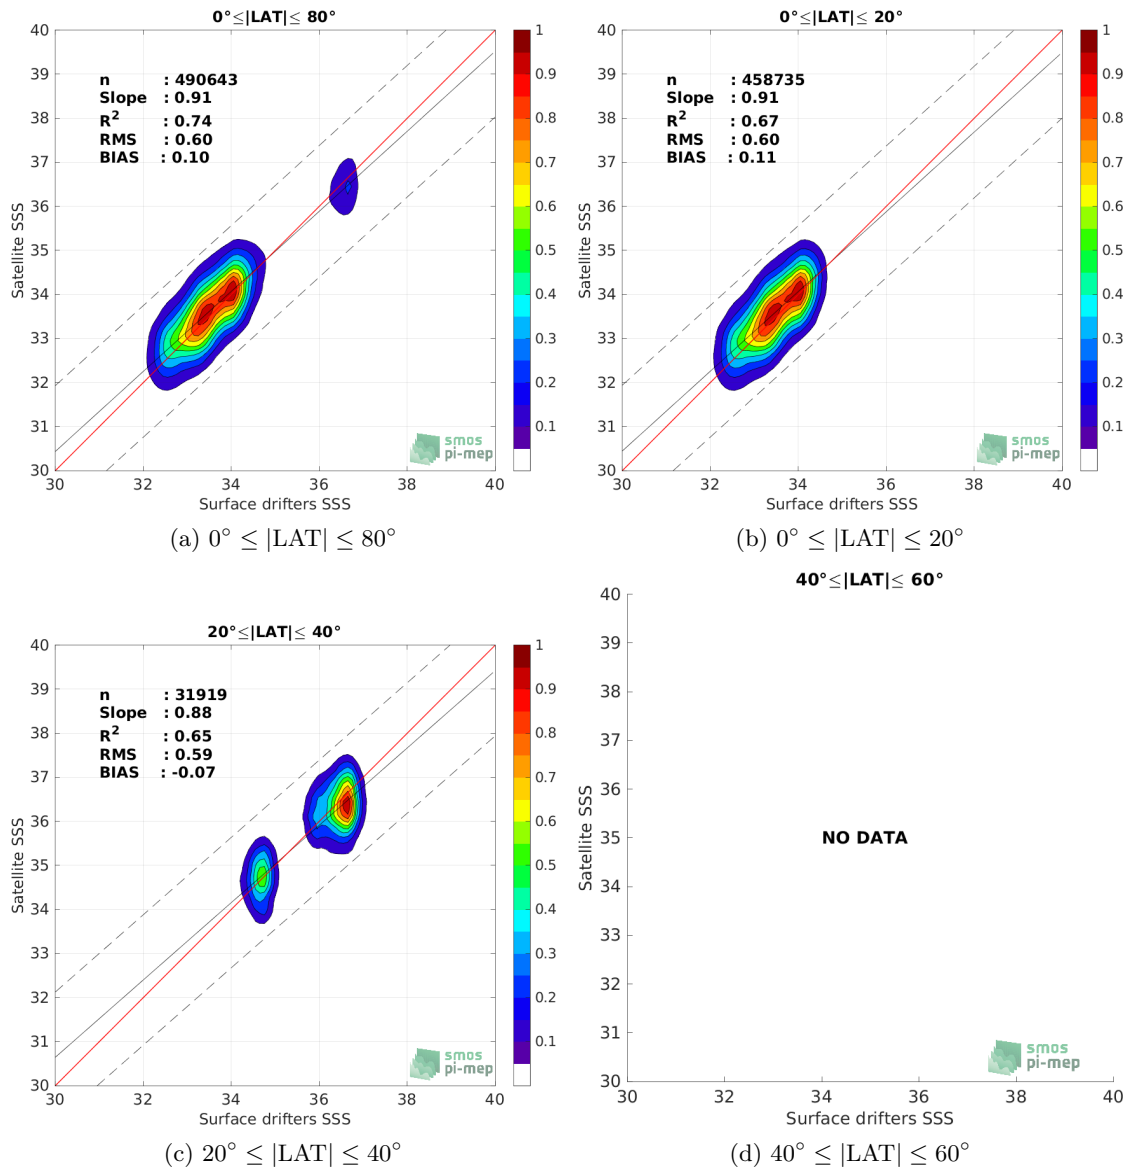 0°≤|LAT|≤ 80°
40
39
38
37
36
35
34
33
32
31
30
Satellite SSS
n : 490643
Slope : 0.91
R² : 0.74
RMS : 0.60
BIAS : 0.10
1
0.9
0.8
0.7
0.6
0.5
0.4
0.3
0.2
0.1
smos
pi-mep
30 32 34 36 38 40
Surface drifters SSS
(a) 0° ≤ |LAT| ≤ 80°
0°≤|LAT|≤ 20°
40
39
38
37
36
35
34
33
32
31
30
Satellite SSS
n : 458735
Slope : 0.91
R² : 0.67
RMS : 0.60
BIAS : 0.11
1
0.9
0.8
0.7
0.6
0.5
0.4
0.3
0.2
0.1
smos
pi-mep
30 32 34 36 38 40
Surface drifters SSS
(b) 0° ≤ |LAT| ≤ 20°
20°≤|LAT|≤ 40°
40
39
38
37
36
35
34
33
32
31
30
Satellite SSS
n : 31919
Slope : 0.88
R² : 0.65
RMS : 0.59
BIAS : -0.07
1
0.9
0.8
0.7
0.6
0.5
0.4
0.3
0.2
0.1
smos
pi-mep
30 32 34 36 38 40
Surface drifters SSS
(c) 20° ≤ |LAT| ≤ 40°
40°≤|LAT|≤ 60°
40
39
38
37
36
35
34
33
32
31
30
Satellite SSS
NO DATA
smos
pi-mep
30 32 34 36 38 40
Surface drifters SSS
(d) 40° ≤ |LAT| ≤ 60°